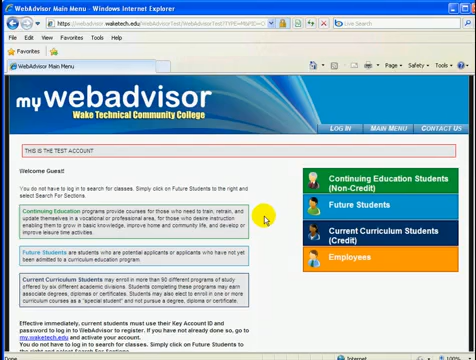 WebAdvisor Main Menu - Windows Internet Explorer
https://webadvisor.waketech.edu/WebAdvisorTest/WebAdvisorTest?TYPE=M&PID=C
Live Search
File Edit View Favorites Tools Help
Favorites
WebAdvisor Main Menu
Page Safety Tools
my webadvisor
Wake Technical Community College
LOG IN MAIN MENU CONTACT US
THIS IS THE TEST ACCOUNT
Welcome Guest!
You do not have to log in to search for classes. Simply click on Future Students to the right and
select Search For Sections.
Continuing Education programs provide courses for those who need to train, retrain, and
update themselves in a vocational or professional area, for those who desire instruction
enabling them to grow in basic knowledge, improve home and community life, and develop or
improve leisure time activities.
Future Students are students who are potential applicants or applicants who have not yet
been admitted to a curriculum education program.
Current Curriculum Students may enroll in more than 90 different programs of study
offered by six different academic divisions. Students completing these programs may earn
associate degrees, diplomas or certificates. Students may also elect to enroll in one or more
curriculum courses as a "special student" and not pursue a degree, diploma, or certificate.
Effective immediately, current students must use their Key Account ID and
password to log in to WebAdvisor to register. If you have not already done so, go to
my.waketech.edu and activate your account.
You do not have to log in to search for classes. Simply click on Future Students to
the right and select Search For Sections.
Continuing Education Students
(Non-Credit)
Future Students
Current Curriculum Students
(Credit)
Employees
Done
Internet